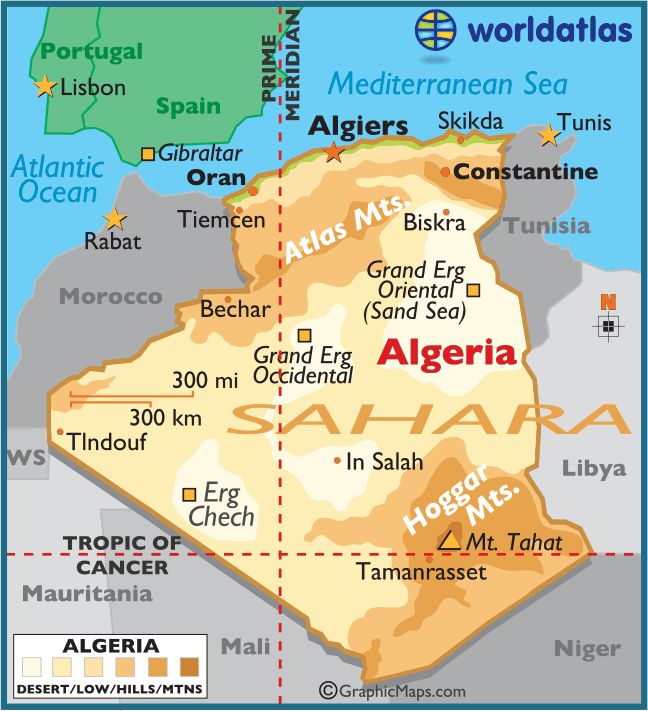 worldatlas
Portugal
Lisbon
Spain
PRIME
MERIDIAN
Mediterranean Sea
Gibraltar
Algiers
Skikda
Tunis
Atlantic
Ocean
Oran
Constantine
Rabat
Tiemcen
Atlas Mts.
Biskra
Tunisia
Morocco
Bechar
Grand Erg
Oriental
(Sand Sea)
N
Grand Erg
Occidental
Algeria
300 mi
300 km
SAHARA
TIndouf
WS
In Salah
Libya
Erg
Chech
Hoggar
Mts.
TROPIC OF
CANCER
Mt. Tahat
Tamanrasset
Mauritania
Mali
Niger
ALGERIA
DESERT/LOW/HILLS/MTNS
©GraphicMaps.com